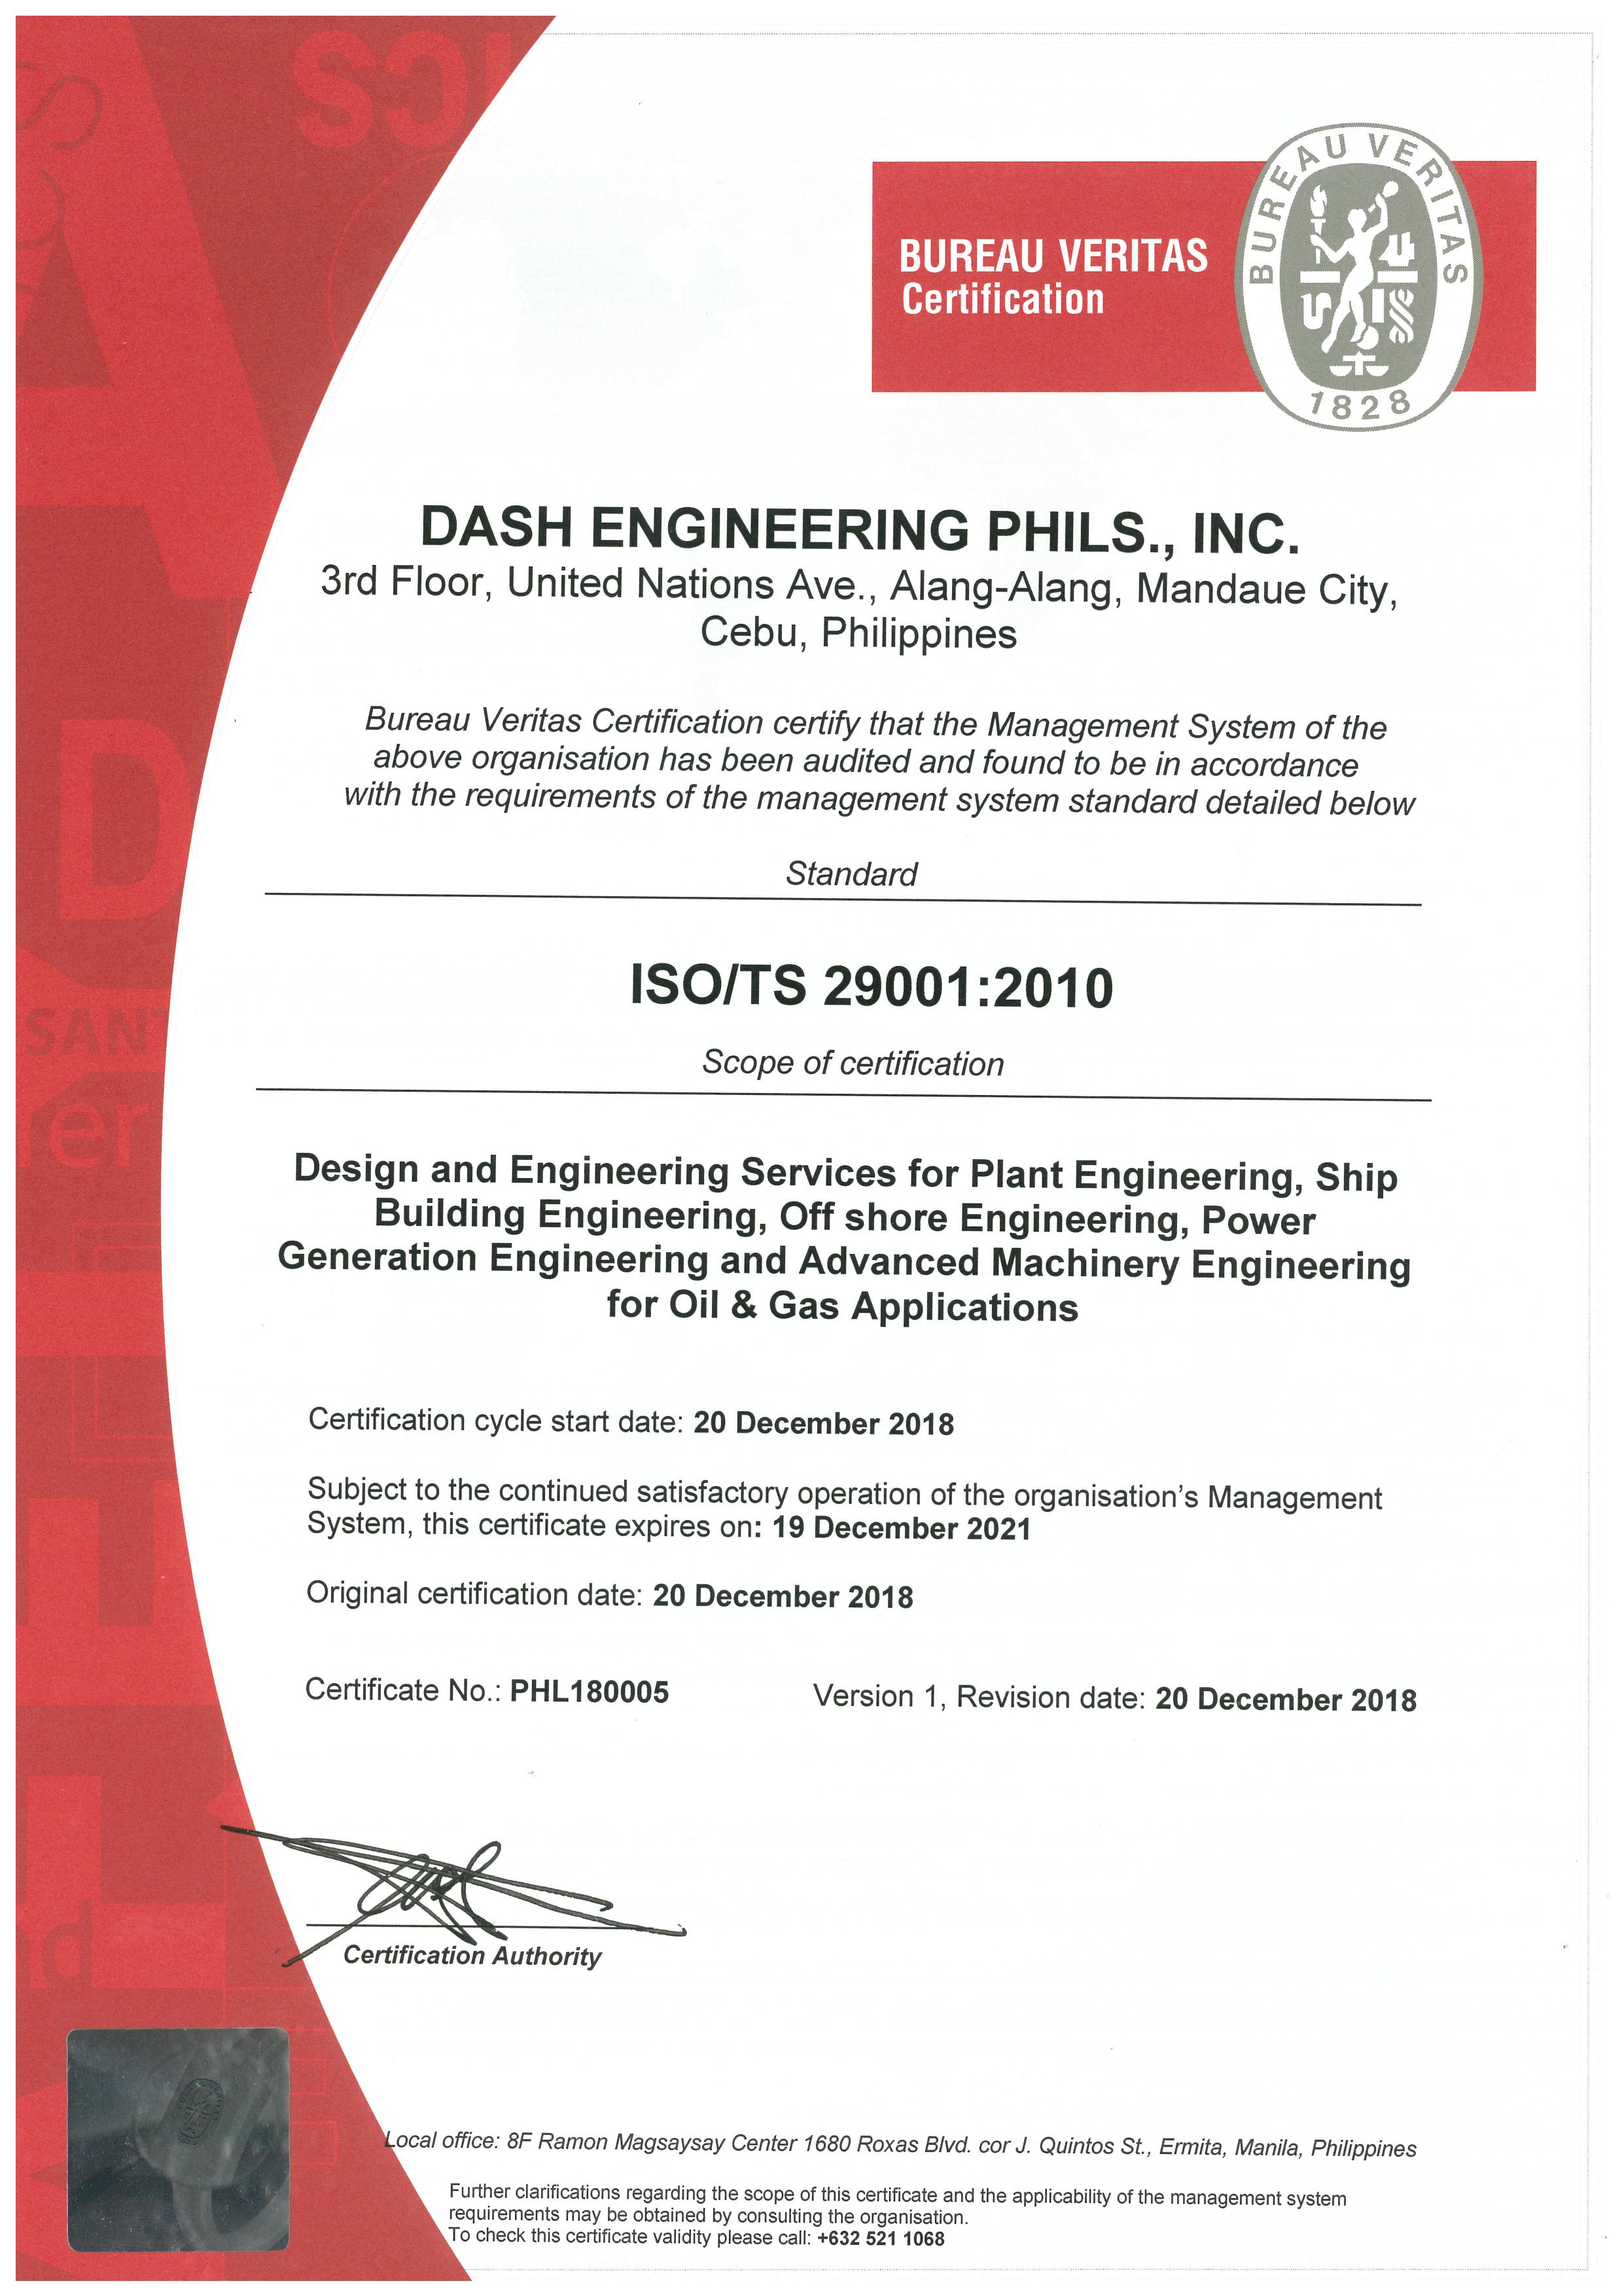 BUREAU VERITAS
Certification
BUREAU VERITAS
1828
DASH ENGINEERING PHILS., INC.
3rd Floor, United Nations Ave., Alang-Alang, Mandaue City,
Cebu, Philippines
Bureau Veritas Certification certify that the Management System of the
above organisation has been audited and found to be in accordance
with the requirements of the management system standard detailed below
Standard
ISO/TS 29001:2010
Scope of certification
Design and Engineering Services for Plant Engineering, Ship
Building Engineering, Off shore Engineering, Power
Generation Engineering and Advanced Machinery Engineering
for Oil & Gas Applications
Certification cycle start date: 20 December 2018
Subject to the continued satisfactory operation of the organisation's Management
System, this certificate expires on: 19 December 2021
Original certification date: 20 December 2018
Certificate No.: PHL180005 Version 1, Revision date: 20 December 2018
Certification Authority
Local office: 8F Ramon Magsaysay Center 1680 Roxas Blvd. cor J. Quintos St., Ermita, Manila, Philippines
Further clarifications regarding the scope of this certificate and the applicability of the management system
requirements may be obtained by consulting the organisation.
To check this certificate validity please call: +632 521 1068